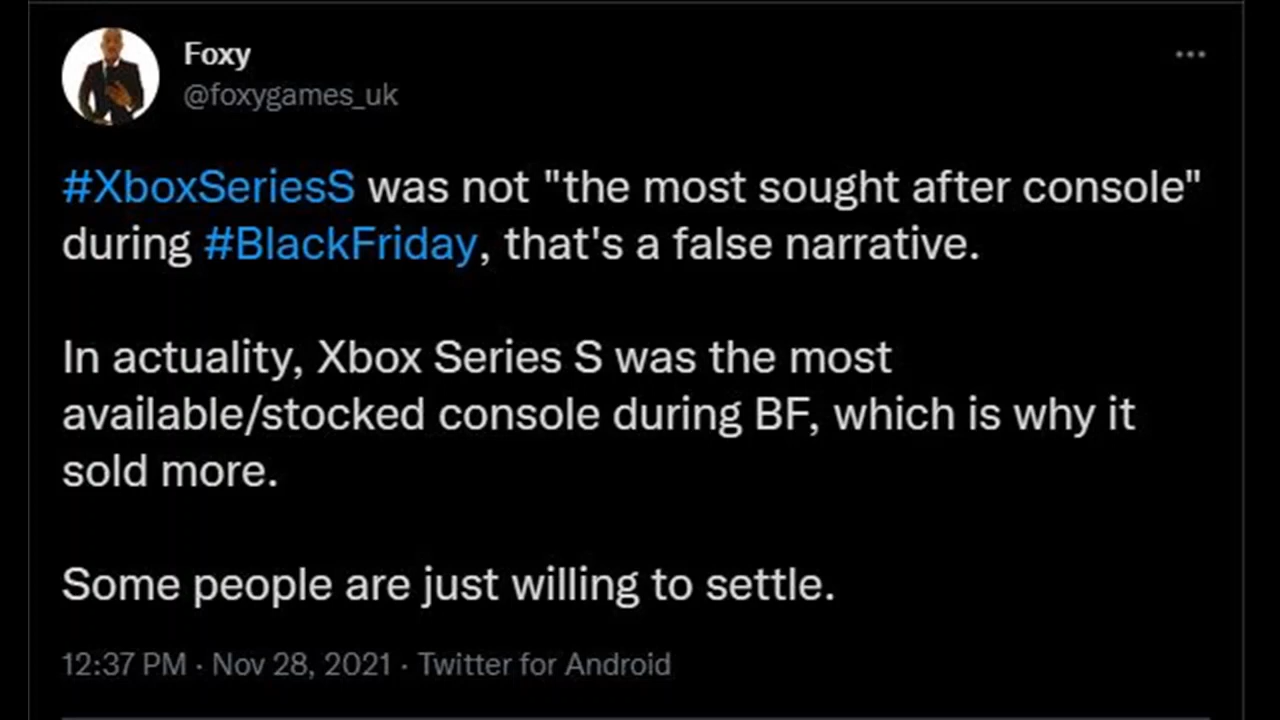 Foxy
@foxygames_uk
#XboxSeriesS was not "the most sought after console"
during #BlackFriday, that's a false narrative.
In actuality, Xbox Series S was the most
available/stocked console during BF, which is why it
sold more.
Some people are just willing to settle.
12:37 PM · Nov 28, 2021 · Twitter for Android